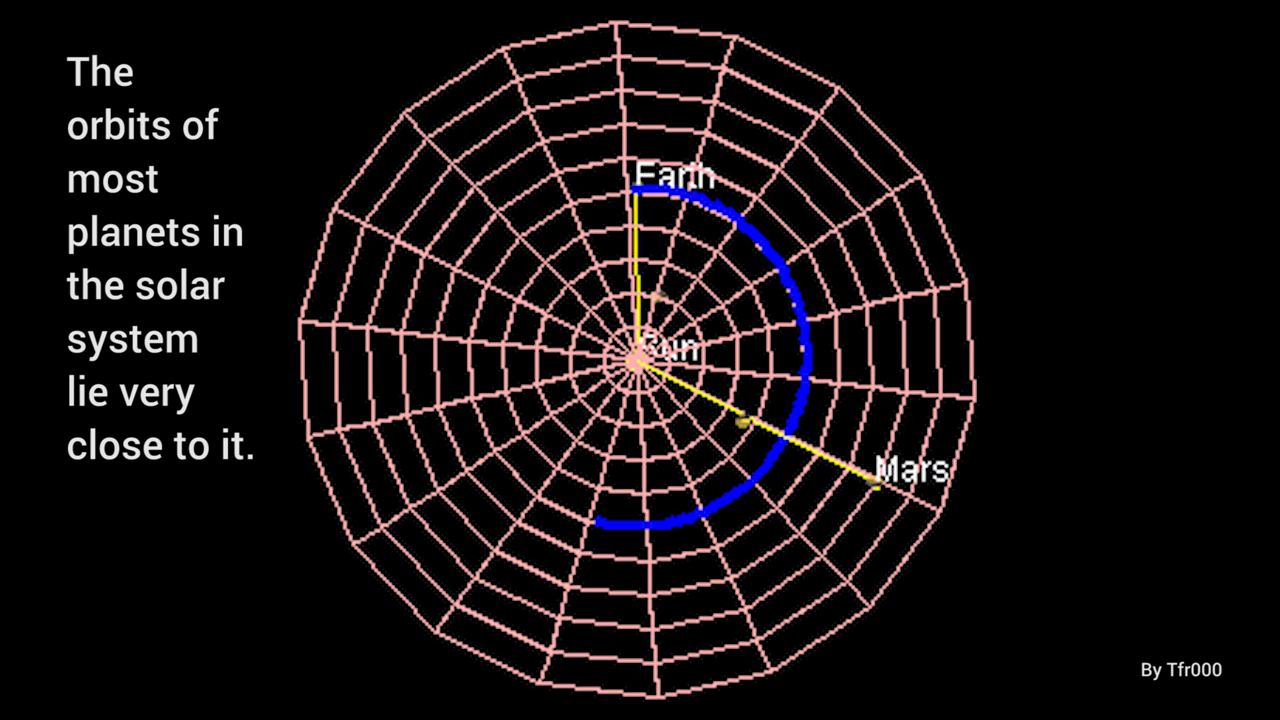 The
orbits of
most
planets in
the solar
system
lie very
close to it.
Earth
Sun
Mars
By Tfr000